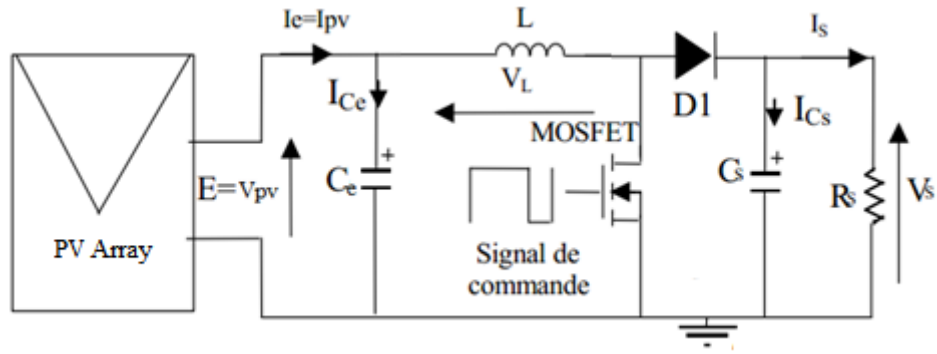 Ie=Ipv
L
Is
VL
ICe
D1
ICs
MOSFET
+
+
E=Vpv
Ce
Cs
Rs
Vs
PV Array
Signal de
commande